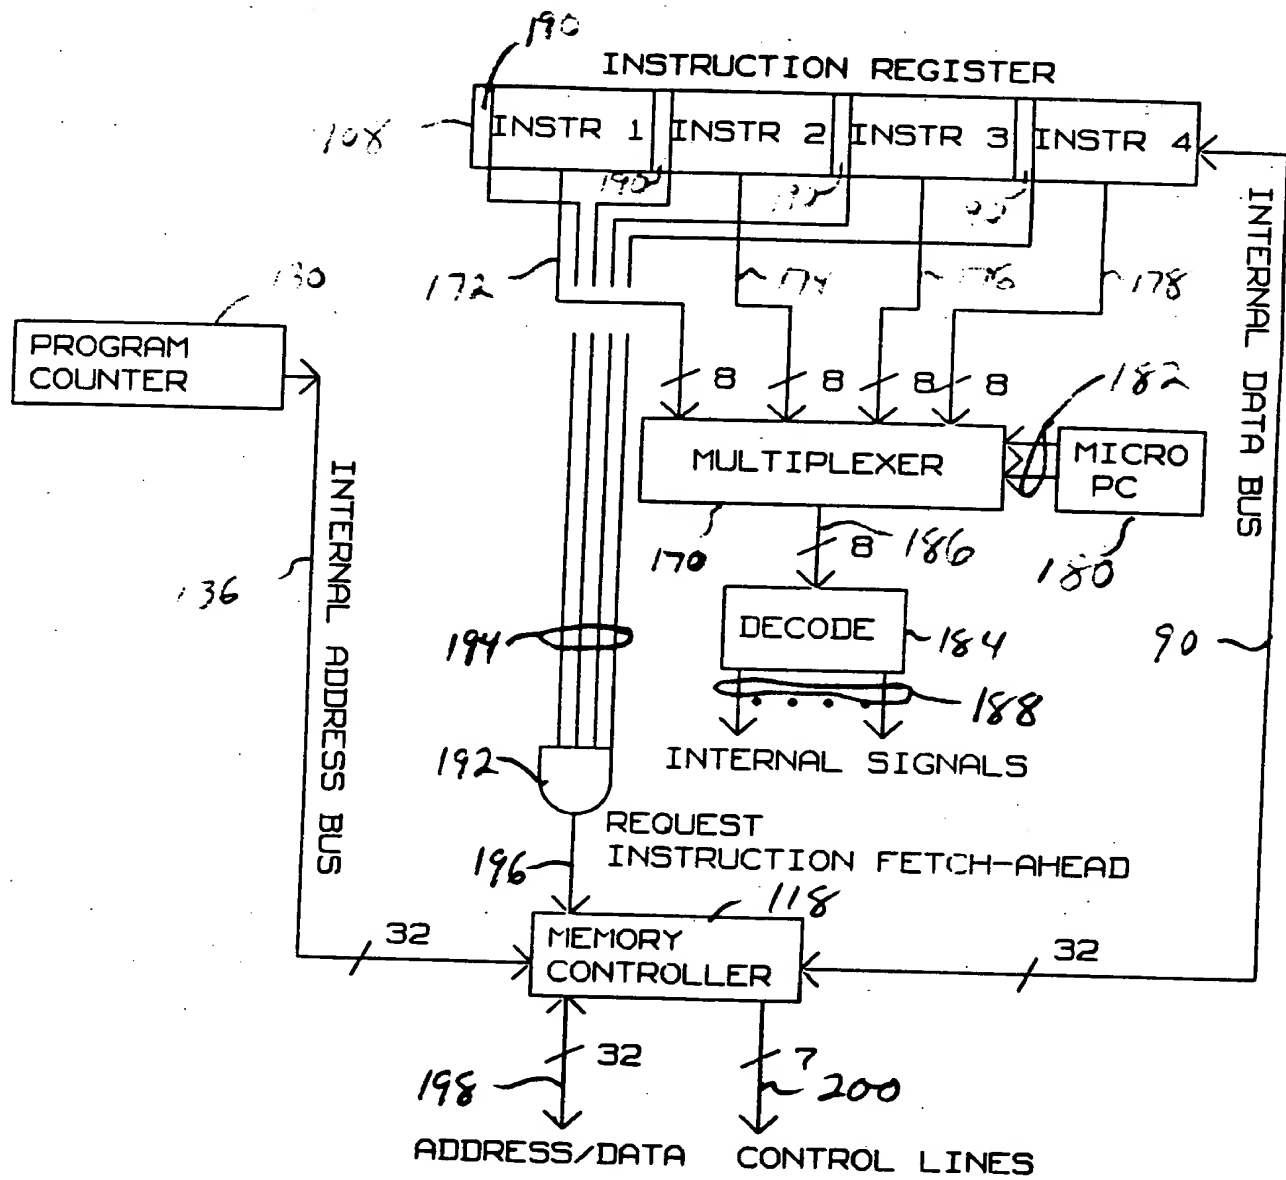 190
INSTRUCTION REGISTER
108
INSTR 1
INSTR 2
INSTR 3
INSTR 4
190
172
174
176
178
130
PROGRAM
COUNTER
8
8
8
8
182
MULTIPLEXER
MICRO
PC
INTERNAL DATA BUS
INTERNAL ADDRESS BUS
170
8
186
180
136
194
DECODE
184
90
188
192
INTERNAL SIGNALS
REQUEST
INSTRUCTION FETCH-AHEAD
196
118
32
MEMORY
CONTROLLER
32
32
7
198
200
ADDRESS/DATA
CONTROL LINES